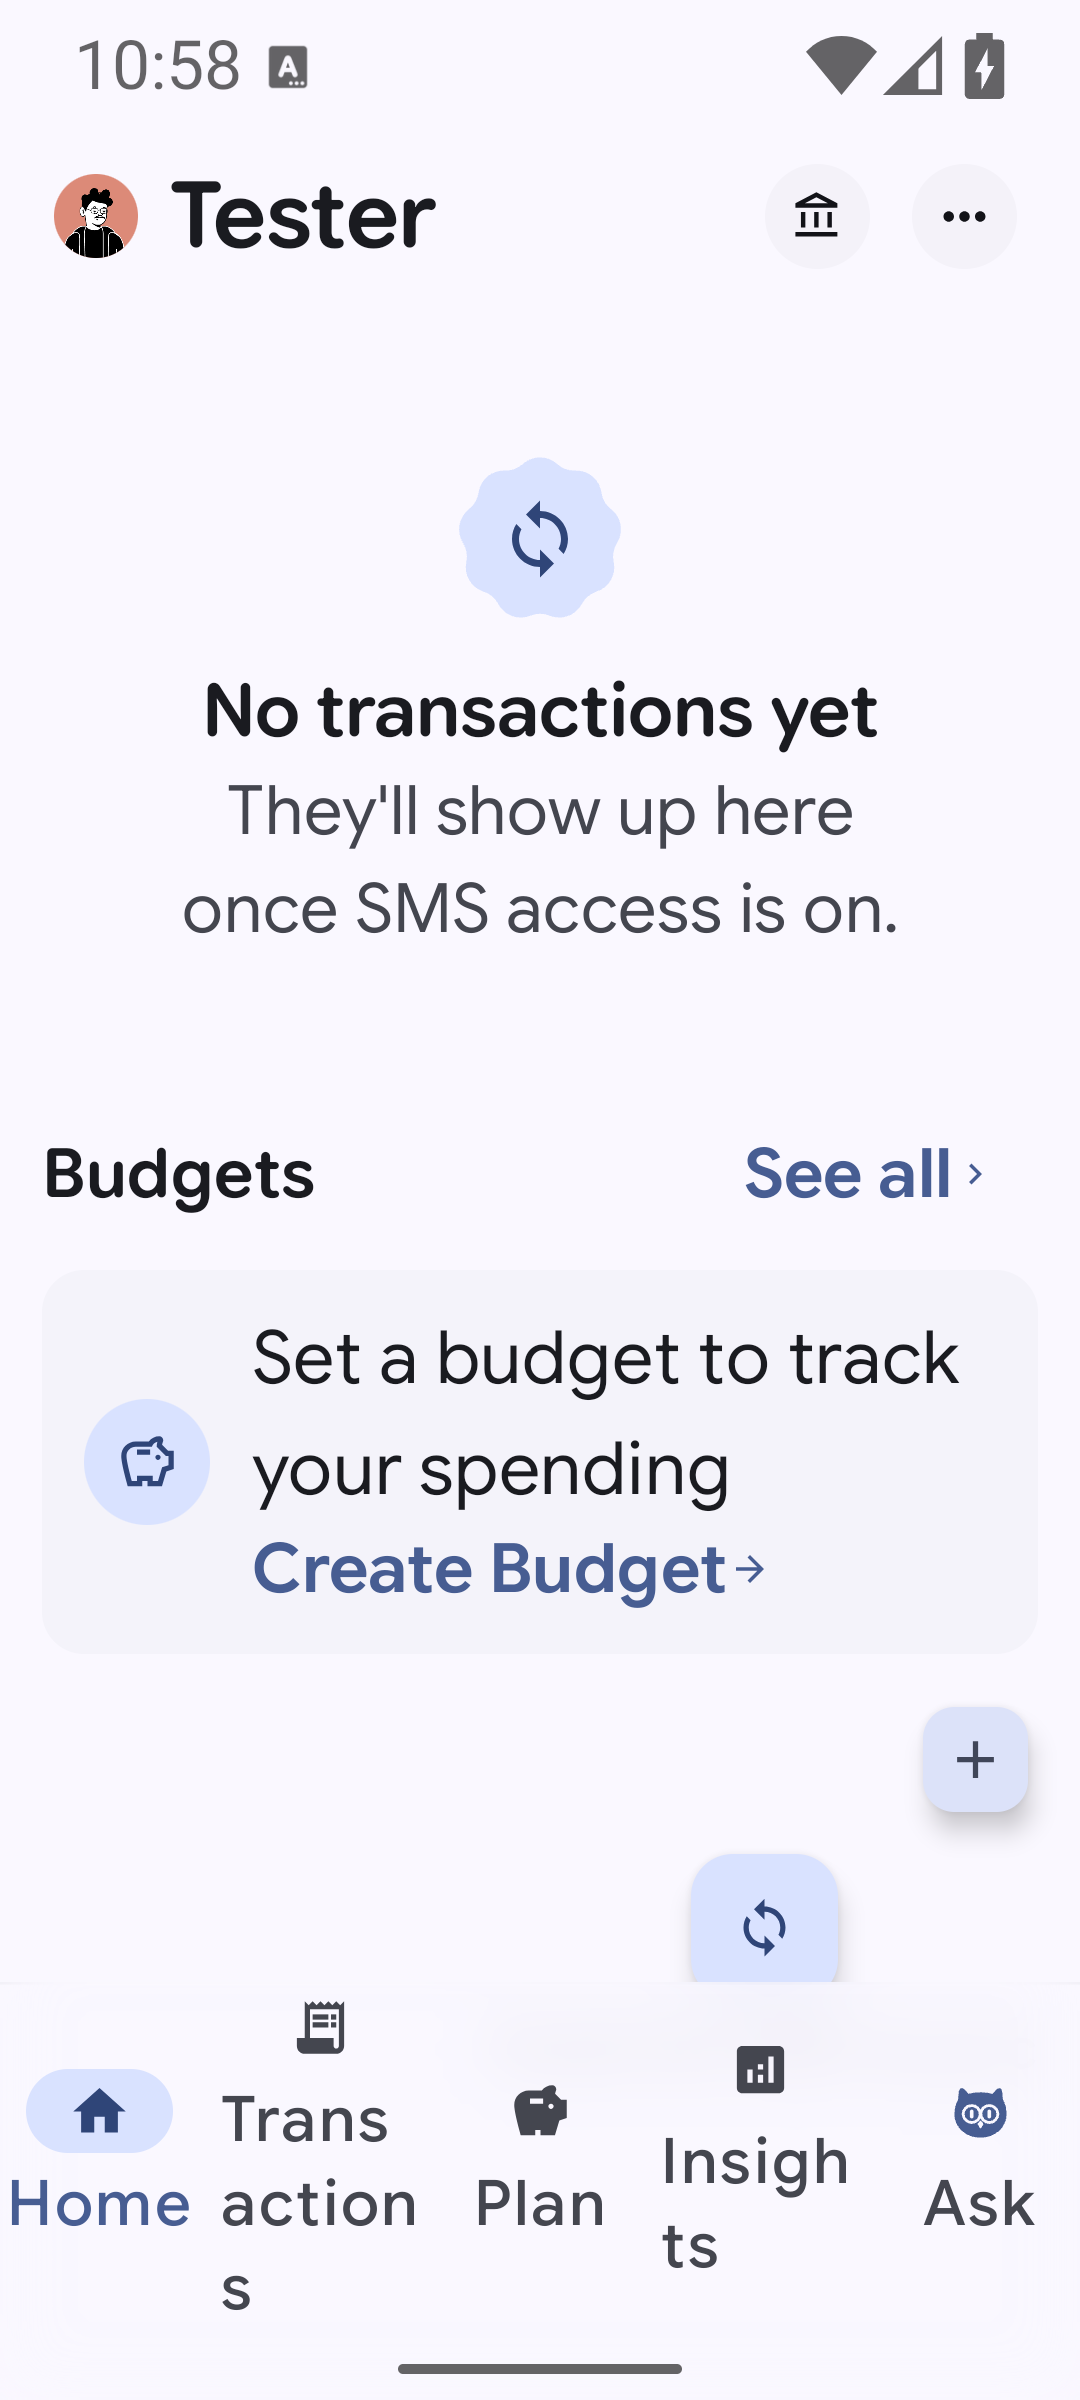 10:58
Tester
No transactions yet
They'll show up here
once SMS access is on.
Budgets
See all
Set a budget to track
your spending
Create Budget
Home
Trans
action
s
Plan
Insigh
ts
Ask